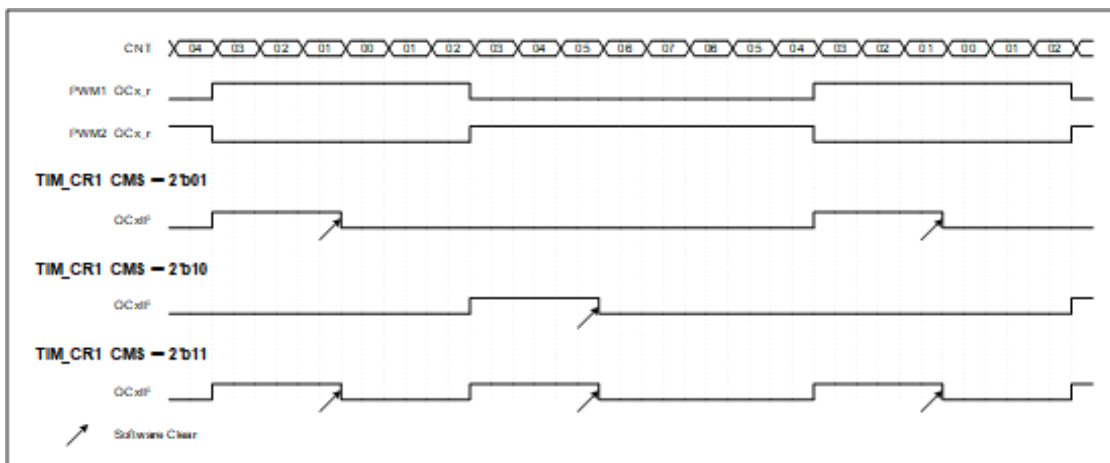 CNT 04 03 02 01 00 01 02 03 04 05 06 07 06 05 04 03 02 01 00 01 02
PWM1 OCx_r
PWM2 OCx_r
TIM_CR1 CMS = 2'b01
OCxIF
TIM_CR1 CMS = 2'b10
OCxIF
TIM_CR1 CMS = 2'b11
OCxIF
Software Clear